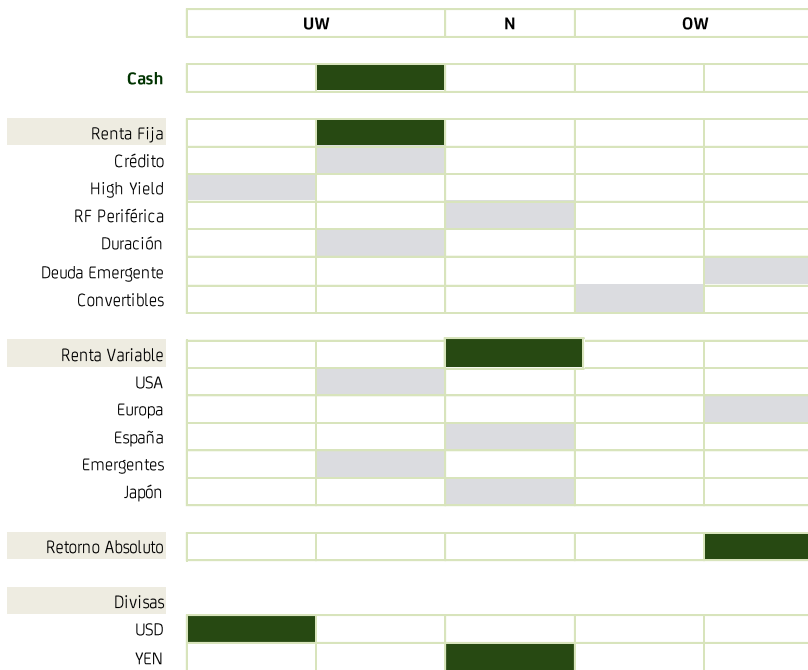 UW N OW
Cash
Renta Fija
Crédito
High Yield
RF Periférica
Duración
Deuda Emergente
Convertibles
Renta Variable
USA
Europa
España
Emergentes
Japón
Retorno Absoluto
Divisas
USD
YEN